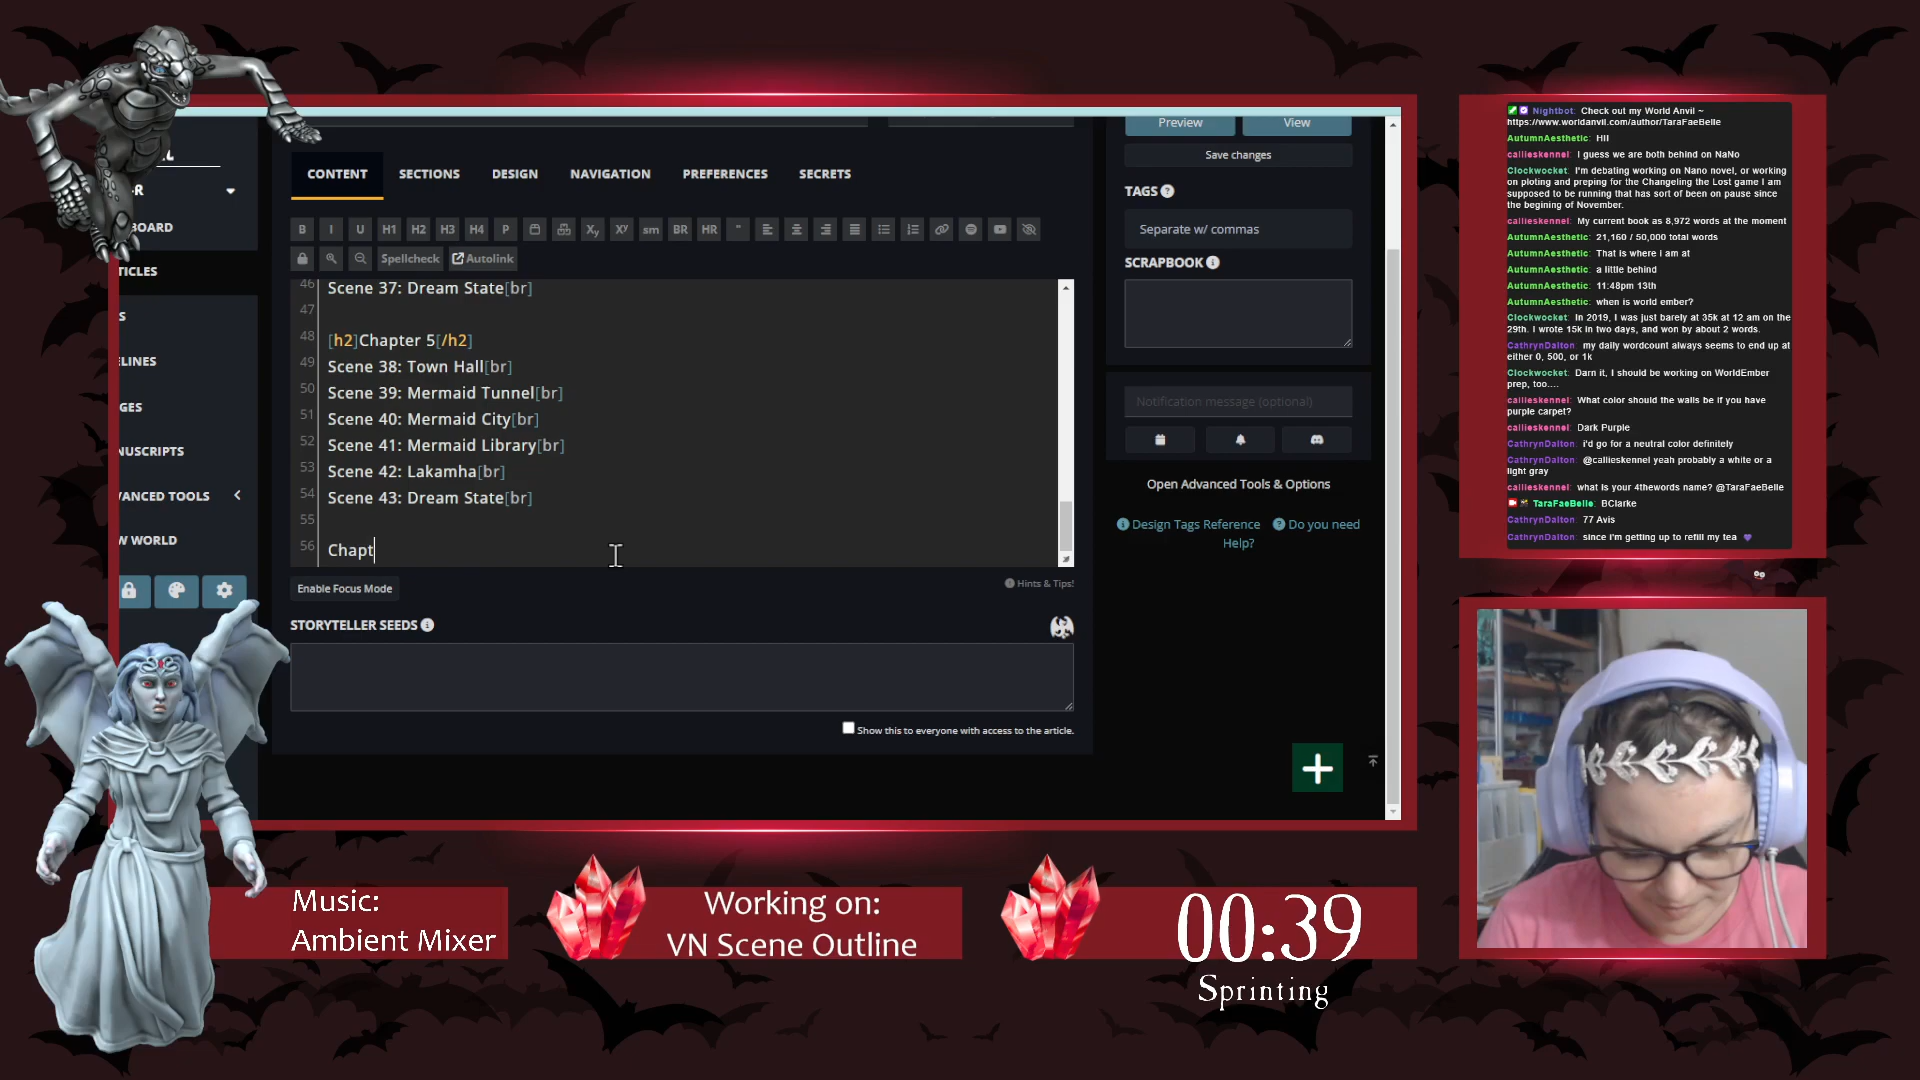 BOARD
TICLES
S
ELINES
GES
NUSCRIPTS
VANCED TOOLS
W WORLD
CONTENT
SECTIONS
DESIGN
NAVIGATION
PREFERENCES
SECRETS
B I U H1 H2 H3 H4 P Xy XY sm BR HR "
Spellcheck
Autolink
46 Scene 37: Dream State[br]
47
48 [h2]Chapter 5[/h2]
49 Scene 38: Town Hall[br]
50 Scene 39: Mermaid Tunnel[br]
51 Scene 40: Mermaid City[br]
52 Scene 41: Mermaid Library[br]
53 Scene 42: Lakamha[br]
54 Scene 43: Dream State[br]
55
56 Chapt
Enable Focus Mode
Hints & Tips!
STORYTELLER SEEDS
Show this to everyone with access to the article.
Preview
View
Save changes
TAGS
Separate w/ commas
SCRAPBOOK
Notification message (optional)
Open Advanced Tools & Options
Design Tags Reference
Do you need
Help?
Nightbot: Check out my World Anvil ~
https://www.worldanvil.com/author/TaraFaeBelle
AutumnAesthetic: HII
callieskennel: I guess we are both behind on NaNo
Clockwocket: I'm debating working on Nano novel, or working
on ploting and preping for the Changeling the Lost game I am
supposed to be running that has sort of been on pause since
the begining of November.
callieskennel: My current book as 8,972 words at the moment
AutumnAesthetic: 21,160 / 50,000 total words
AutumnAesthetic: That is where I am at
AutumnAesthetic: a little behind
AutumnAesthetic: 11:48pm 13th
AutumnAesthetic: when is world ember?
Clockwocket: In 2019, I was just barely at 35k at 12 am on the
29th. I wrote 15k in two days, and won by about 2 words.
CathrynDalton: my daily wordcount always seems to end up at
either 0, 500, or 1k
Clockwocket: Darn it, I should be working on WorldEmber
prep, too....
callieskennel: What color should the walls be if you have
purple carpet?
callieskennel: Dark Purple
CathrynDalton: i'd go for a neutral color definitely
CathrynDalton: @callieskennel yeah probably a white or a
light gray
callieskennel: what is your 4thewords name? @TaraFaeBelle
TaraFaeBelle: BClarke
CathrynDalton: 77 Avis
CathrynDalton: since I'm getting up to refill my tea
Music:
Ambient Mixer
Working on:
VN Scene Outline
00:39
Sprinting